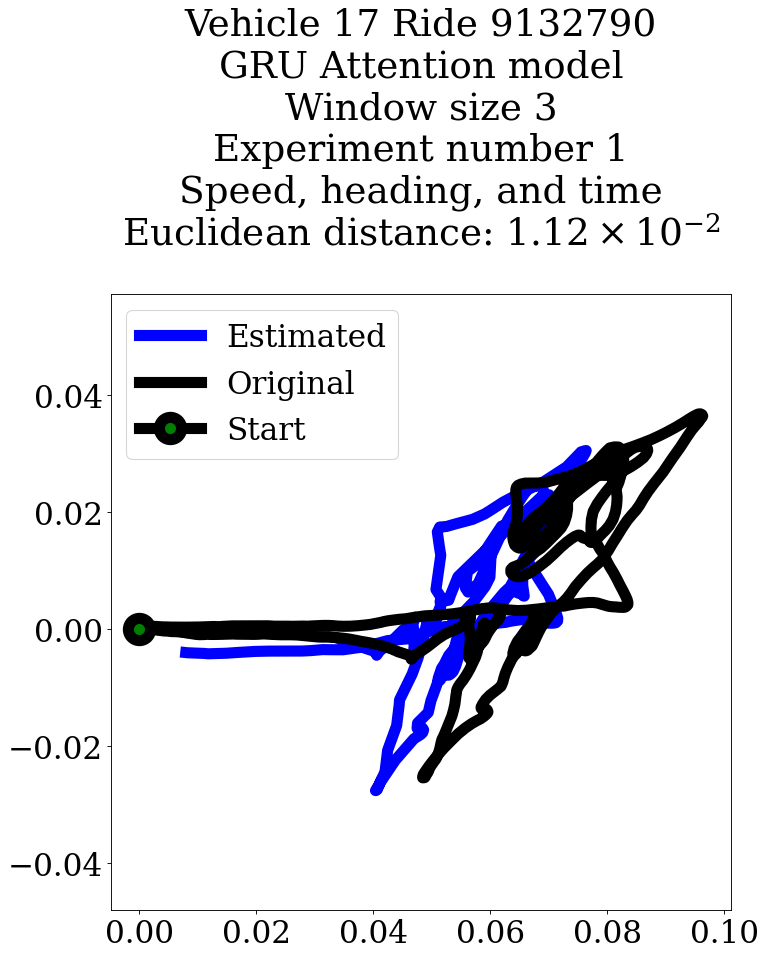 Vehicle 17 Ride 9132790
GRU Attention model
Window size 3
Experiment number 1
Speed, heading, and time
Euclidean distance: 1.12 × 10⁻²
Estimated
Original
Start
0.04
0.02
0.00
−0.02
−0.04
0.00 0.02 0.04 0.06 0.08 0.10